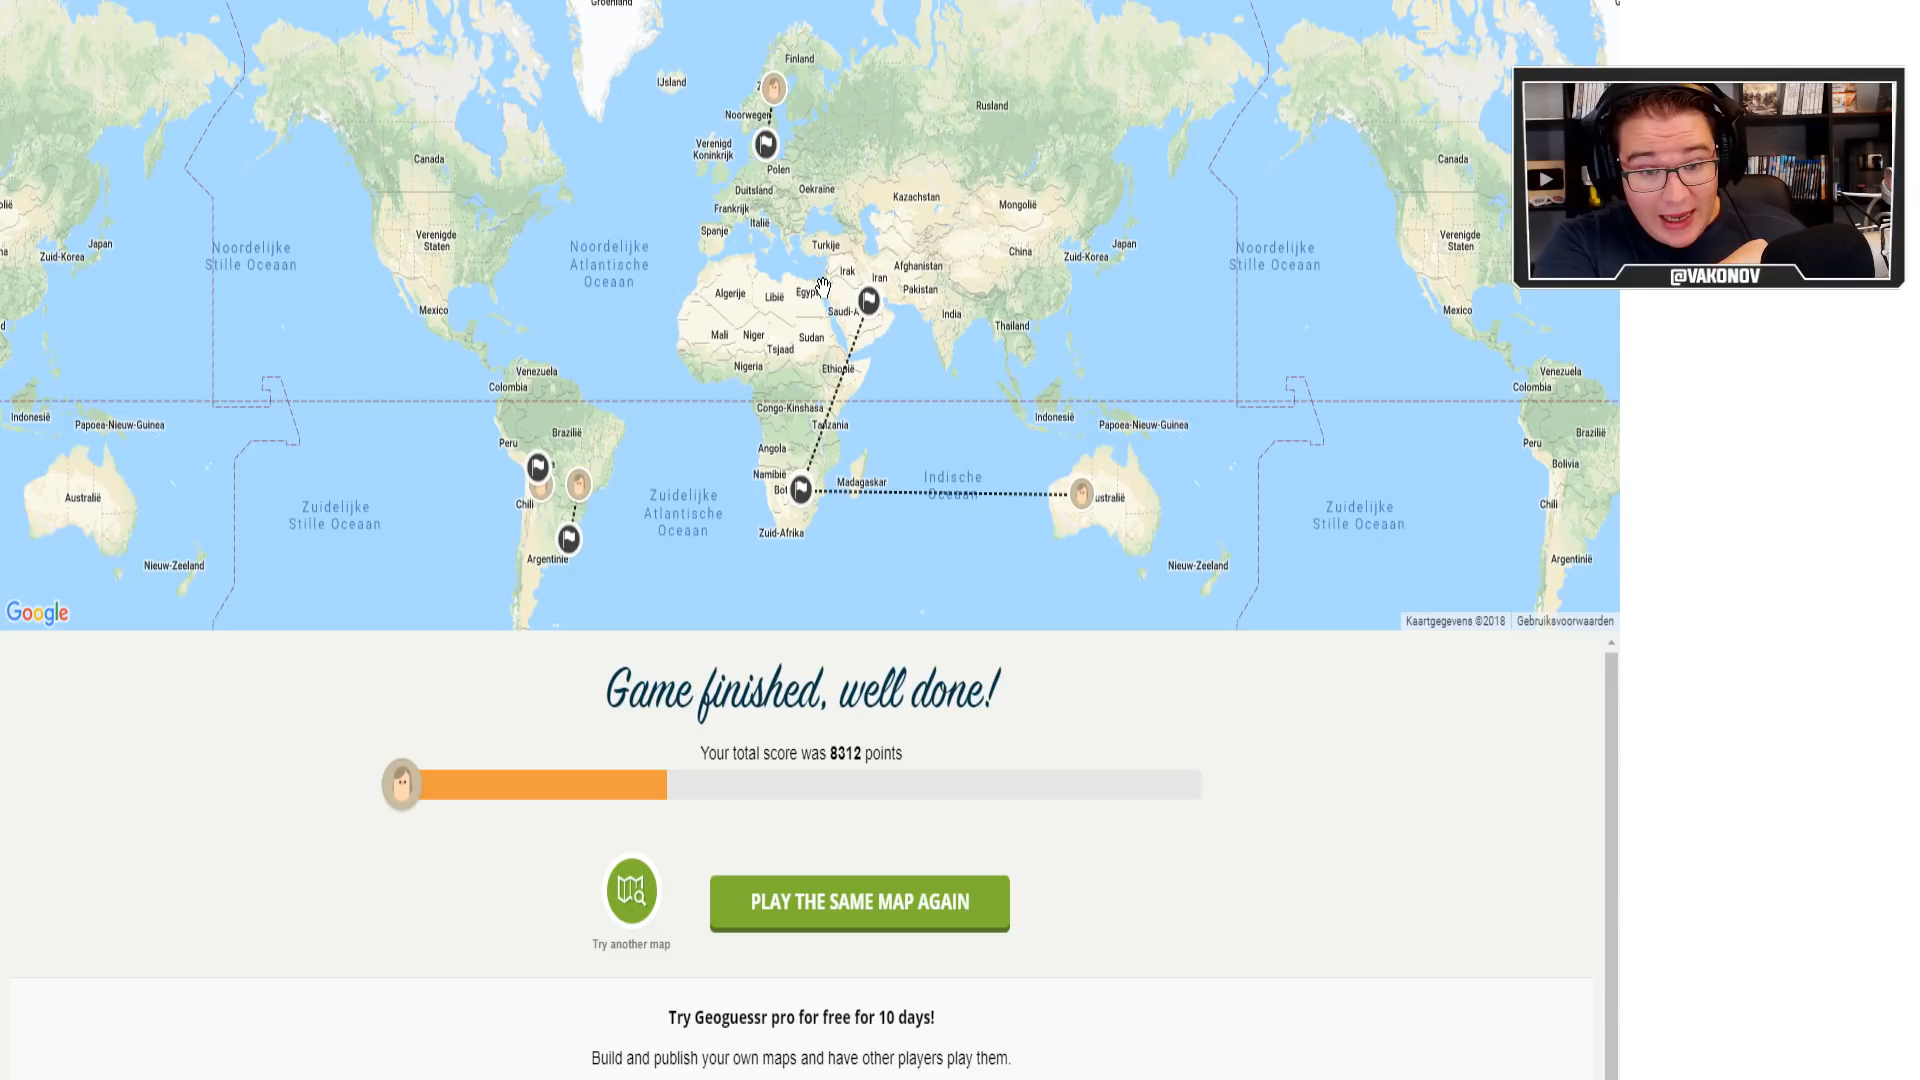 Groenland
Finland
IJsland
Rusland
Noorwegen
Canada
Canada
Verenigd
Koninkrijk
Polen
Duitsland
Oekraïne
Kazachstan
Mongolië
Frankrijk
Italië
Spanje
Verenigde
Staten
Verenigde
Staten
Japan
Zuid-Korea
Turkije
China
Japan
Zuid-Korea
Noordelijke
Stille Oceaan
Noordelijke
Atlantische
Oceaan
Noordelijke
Stille Oceaan
Irak
Iran
Afghanistan
Pakistan
Algerije
Libië
Egypt
Saudi-A
India
Mexico
Mexico
Thailand
Mali
Niger
Sudan
Tsjaad
Nigeria
Ethiopië
Venezuela
Colombia
Venezuela
Colombia
Indonesië
Papoea-Nieuw-Guinea
Congo-Kinshasa
Tanzania
Indonesië
Papoea-Nieuw-Guinea
Peru
Brazilië
Peru
Brazilië
Angola
Bolivia
Namibië
Bot
Madagaskar
Indische
Oceaan
Australië
ustralië
Chili
Chili
Zuidelijke
Stille Oceaan
Zuidelijke
Atlantische
Oceaan
Zuidelijke
Stille Oceaan
Zuid-Afrika
Argentinië
Argentinië
Nieuw-Zeeland
Nieuw-Zeeland
Google
Kaartgegevens ©2018
Gebruiksvoorwaarden
@VAKONOV
Game finished, well done!
Your total score was 8312 points
Try another map
PLAY THE SAME MAP AGAIN
Try Geoguessr pro for free for 10 days!
Build and publish your own maps and have other players play them.